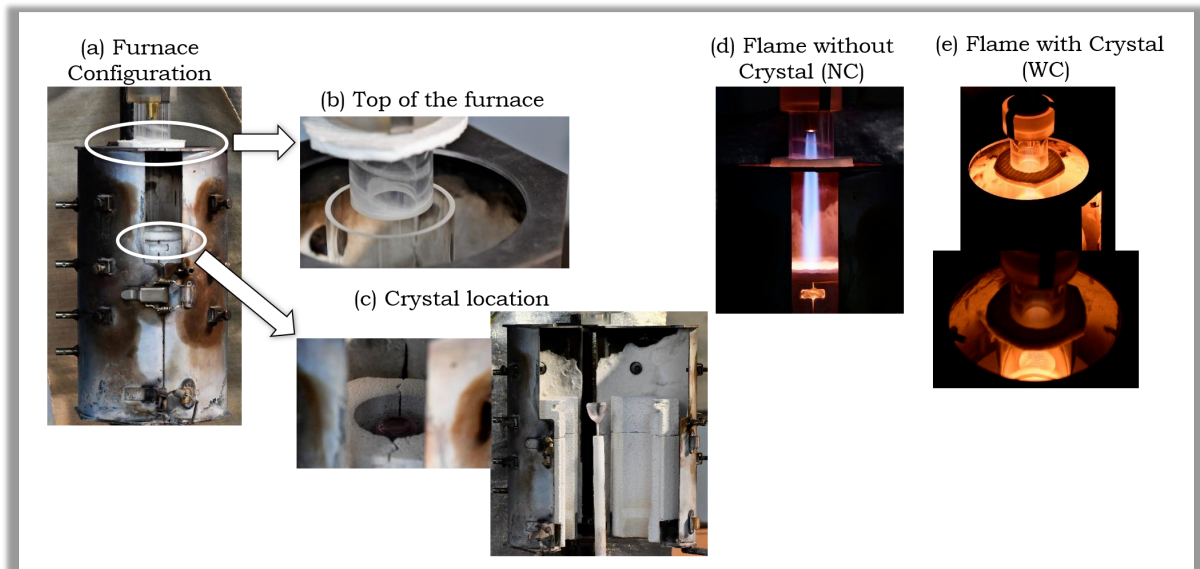 (a) Furnace
Configuration
(b) Top of the furnace
(c) Crystal location
(d) Flame without
Crystal (NC)
(e) Flame with Crystal
(WC)